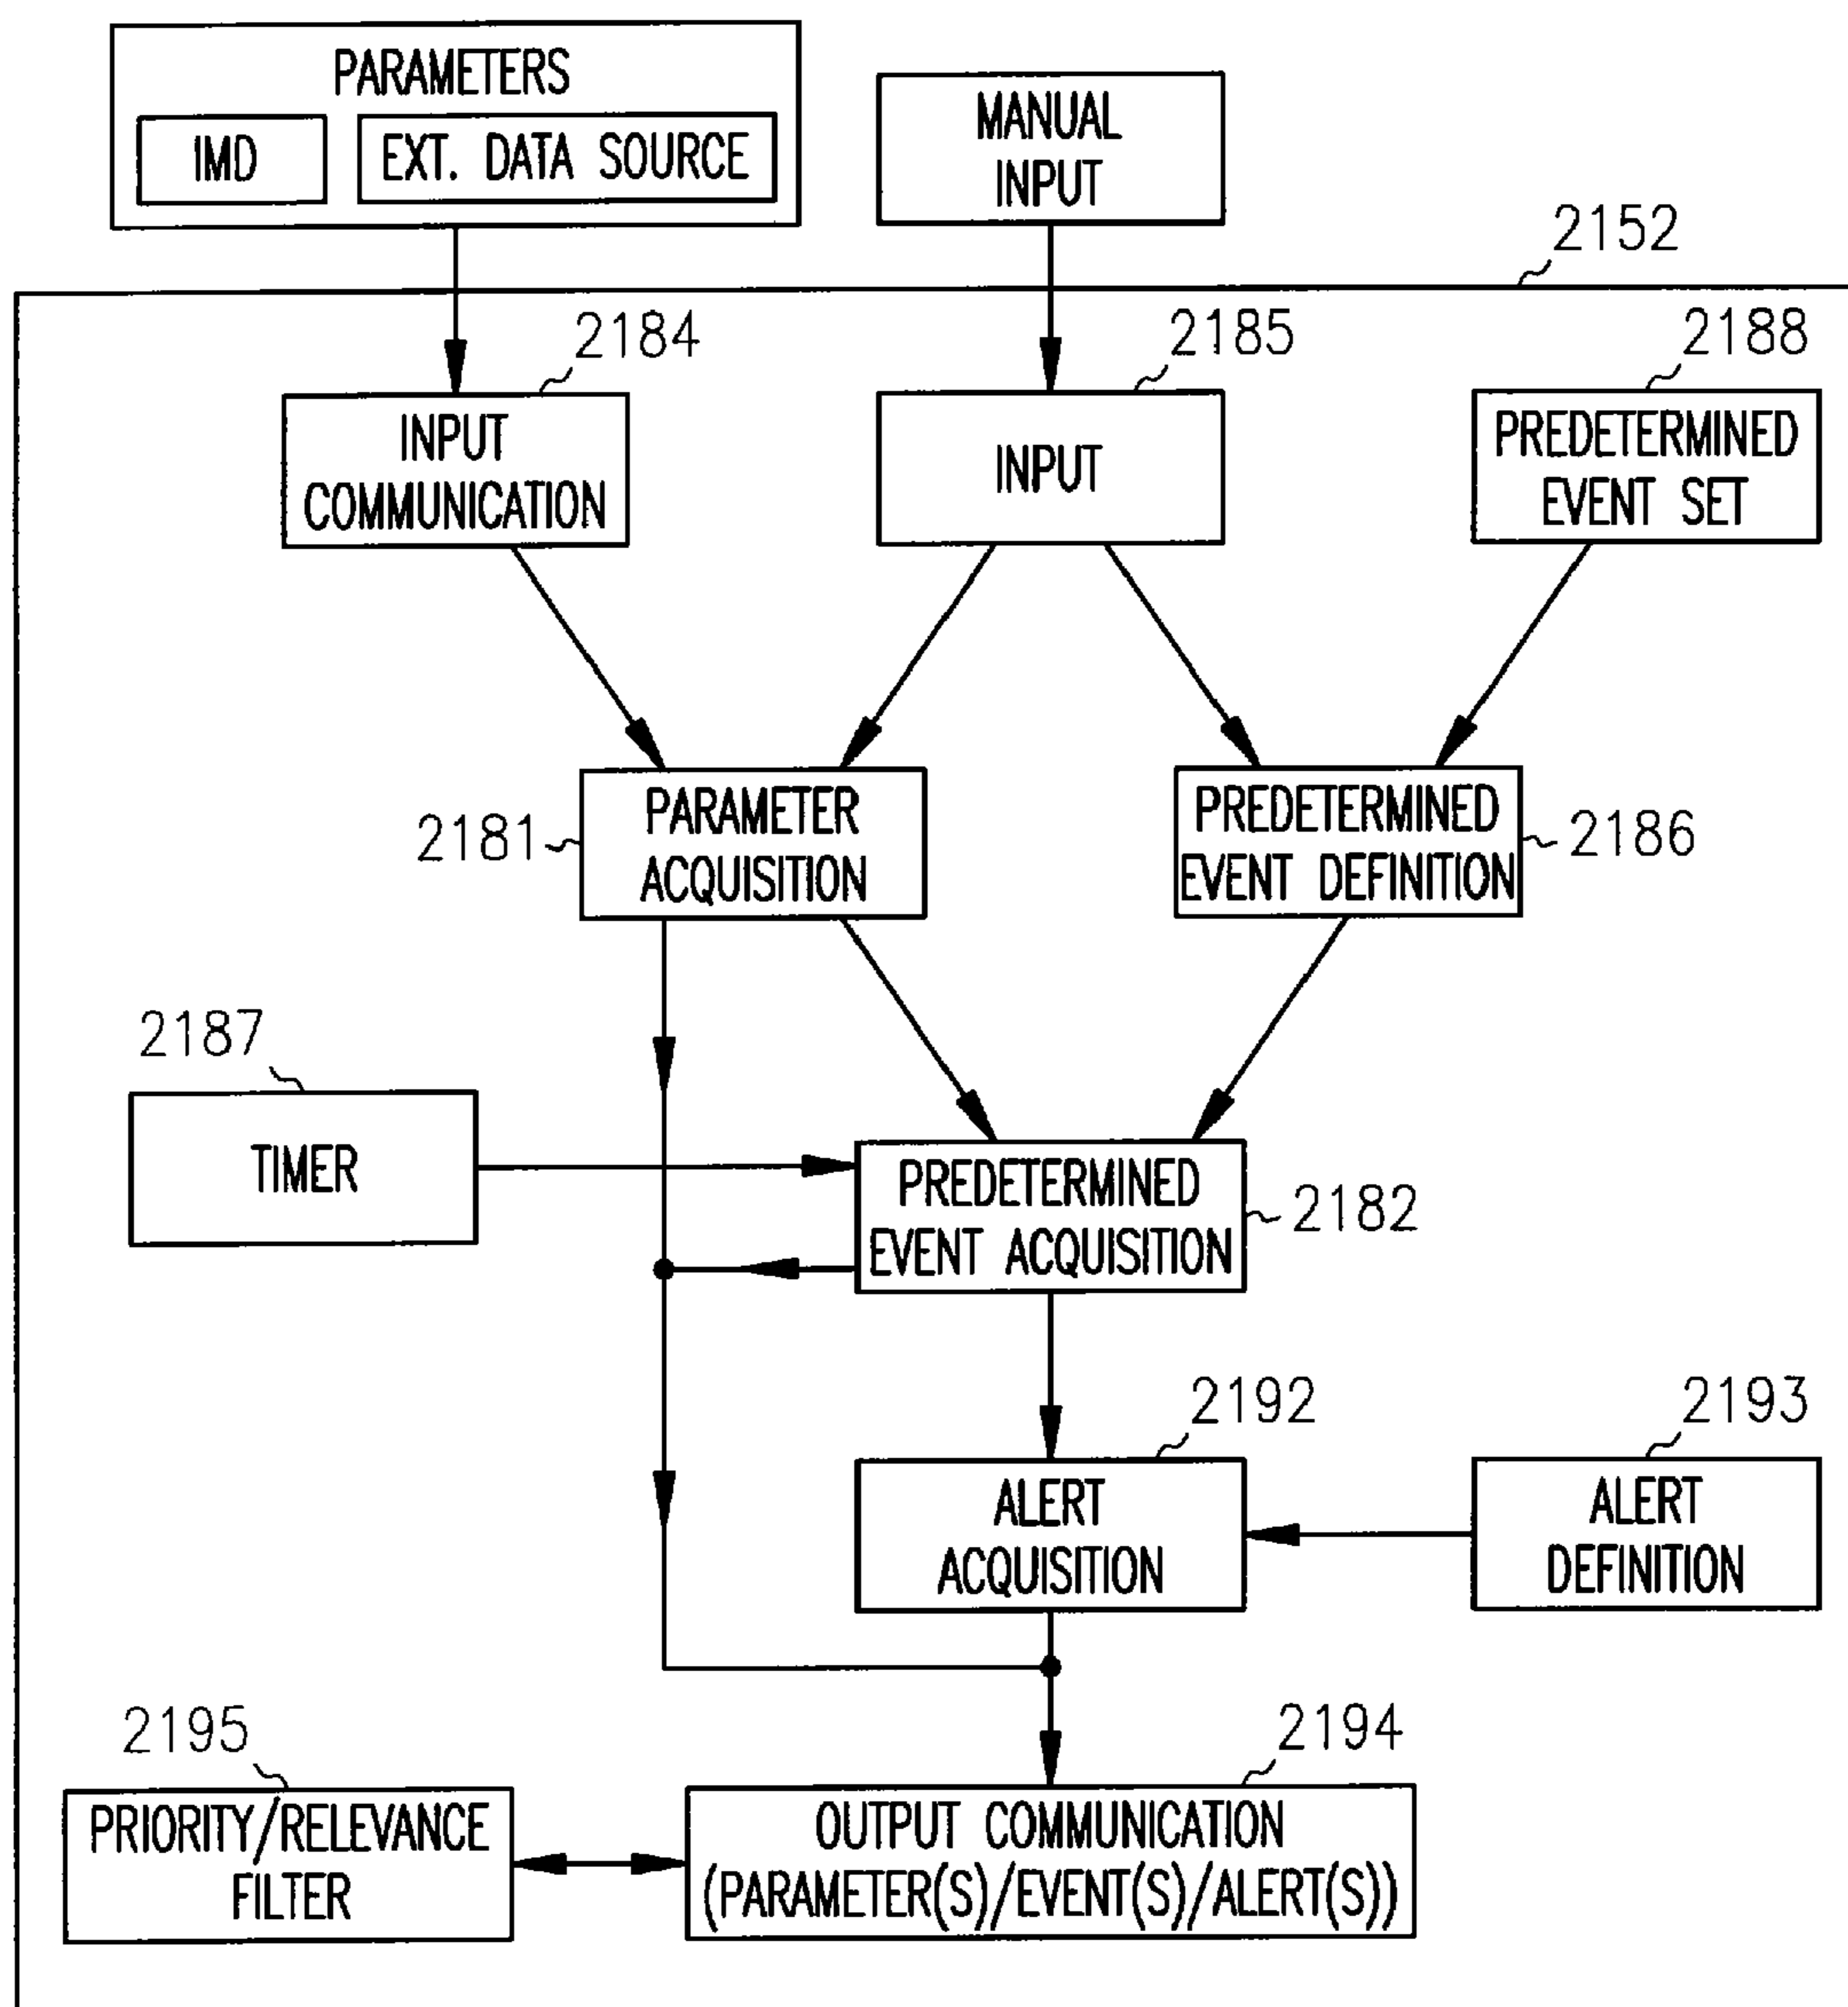 PARAMETERS
IMD
EXT. DATA SOURCE
MANUAL
INPUT
2152
2184
2185
2188
INPUT
COMMUNICATION
INPUT
PREDETERMINED
EVENT SET
2181
PARAMETER
ACQUISITION
PREDETERMINED
EVENT DEFINITION
2186
2187
TIMER
PREDETERMINED
EVENT ACQUISITION
2182
2192
2193
ALERT
ACQUISITION
ALERT
DEFINITION
2195
2194
PRIORITY/RELEVANCE
FILTER
OUTPUT COMMUNICATION
(PARAMETER(S)/EVENT(S)/ALERT(S))